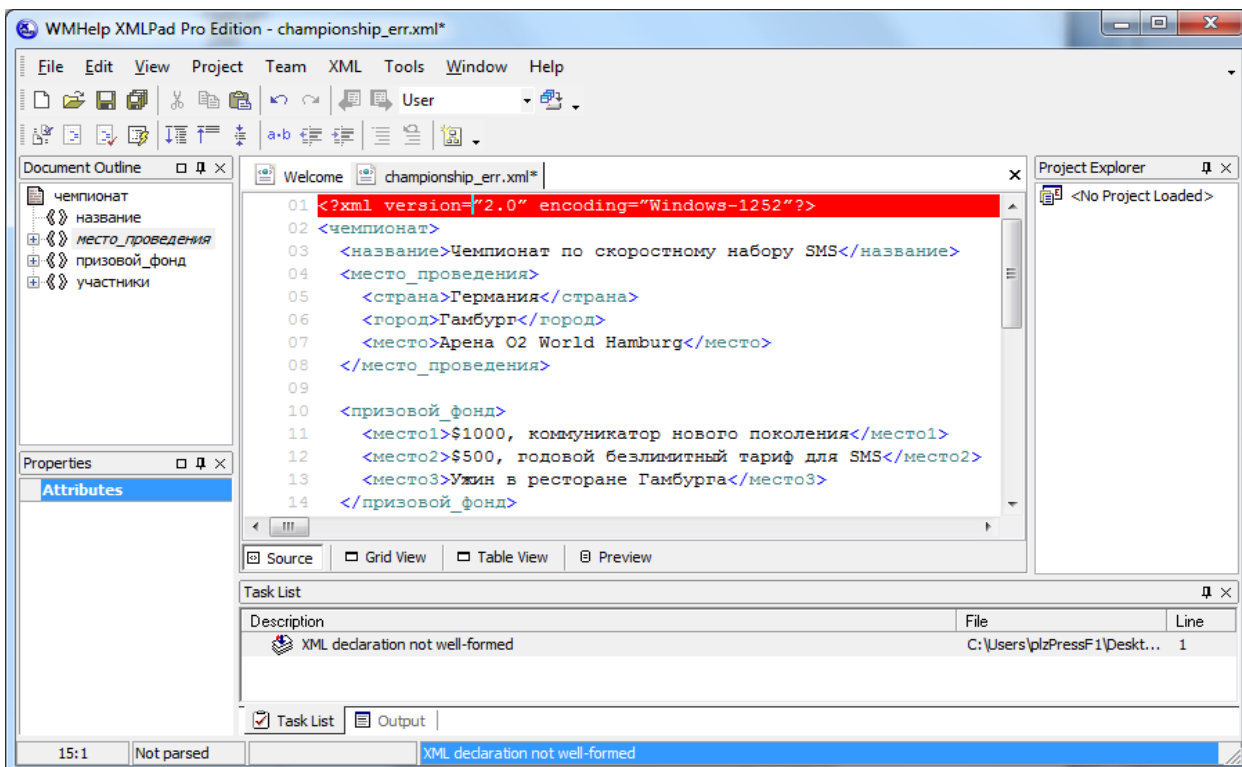 WMHelp XMLPad Pro Edition - championship_err.xml*
File Edit View Project Team XML Tools Window Help
User
a•b
Document Outline
чемпионат
название
место_проведения
призовой_фонд
участники
Properties
Attributes
Welcome championship_err.xml*
01 <?xml version=”2.0” encoding=”Windows-1252”?>
02 <чемпионат>
03 <название>Чемпионат по скоростному набору SMS</название>
04 <место_проведения>
05 <страна>Германия</страна>
06 <город>Гамбург</город>
07 <место>Арена O2 World Hamburg</место>
08 </место_проведения>
09
10 <призовой_фонд>
11 <место1>$1000, коммуникатор нового поколения</место1>
12 <место2>$500, годовой безлимитный тариф для SMS</место2>
13 <место3>Ужин в ресторане Гамбурга</место3>
14 </призовой_фонд>
Source Grid View Table View Preview
Project Explorer
<No Project Loaded>
Task List
Description File Line
XML declaration not well-formed C:\Users\plzPressF1\Deskt... 1
Task List Output
15:1 Not parsed XML declaration not well-formed